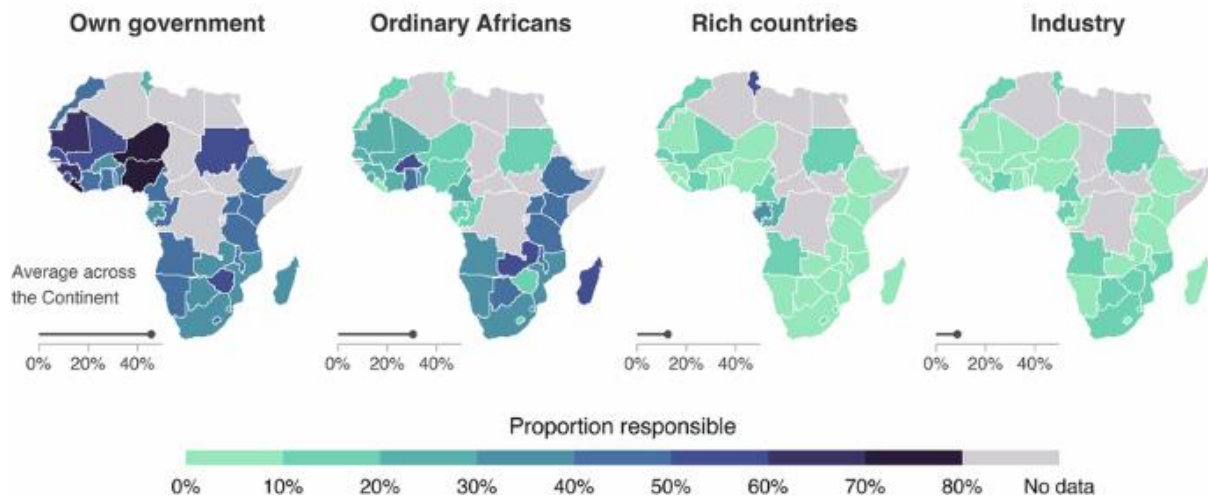 Own government
Ordinary Africans
Rich countries
Industry
Average across
the Continent
0% 20% 40%
0% 20% 40%
0% 20% 40%
0% 20% 40%
Proportion responsible
0% 10% 20% 30% 40% 50% 60% 70% 80% No data